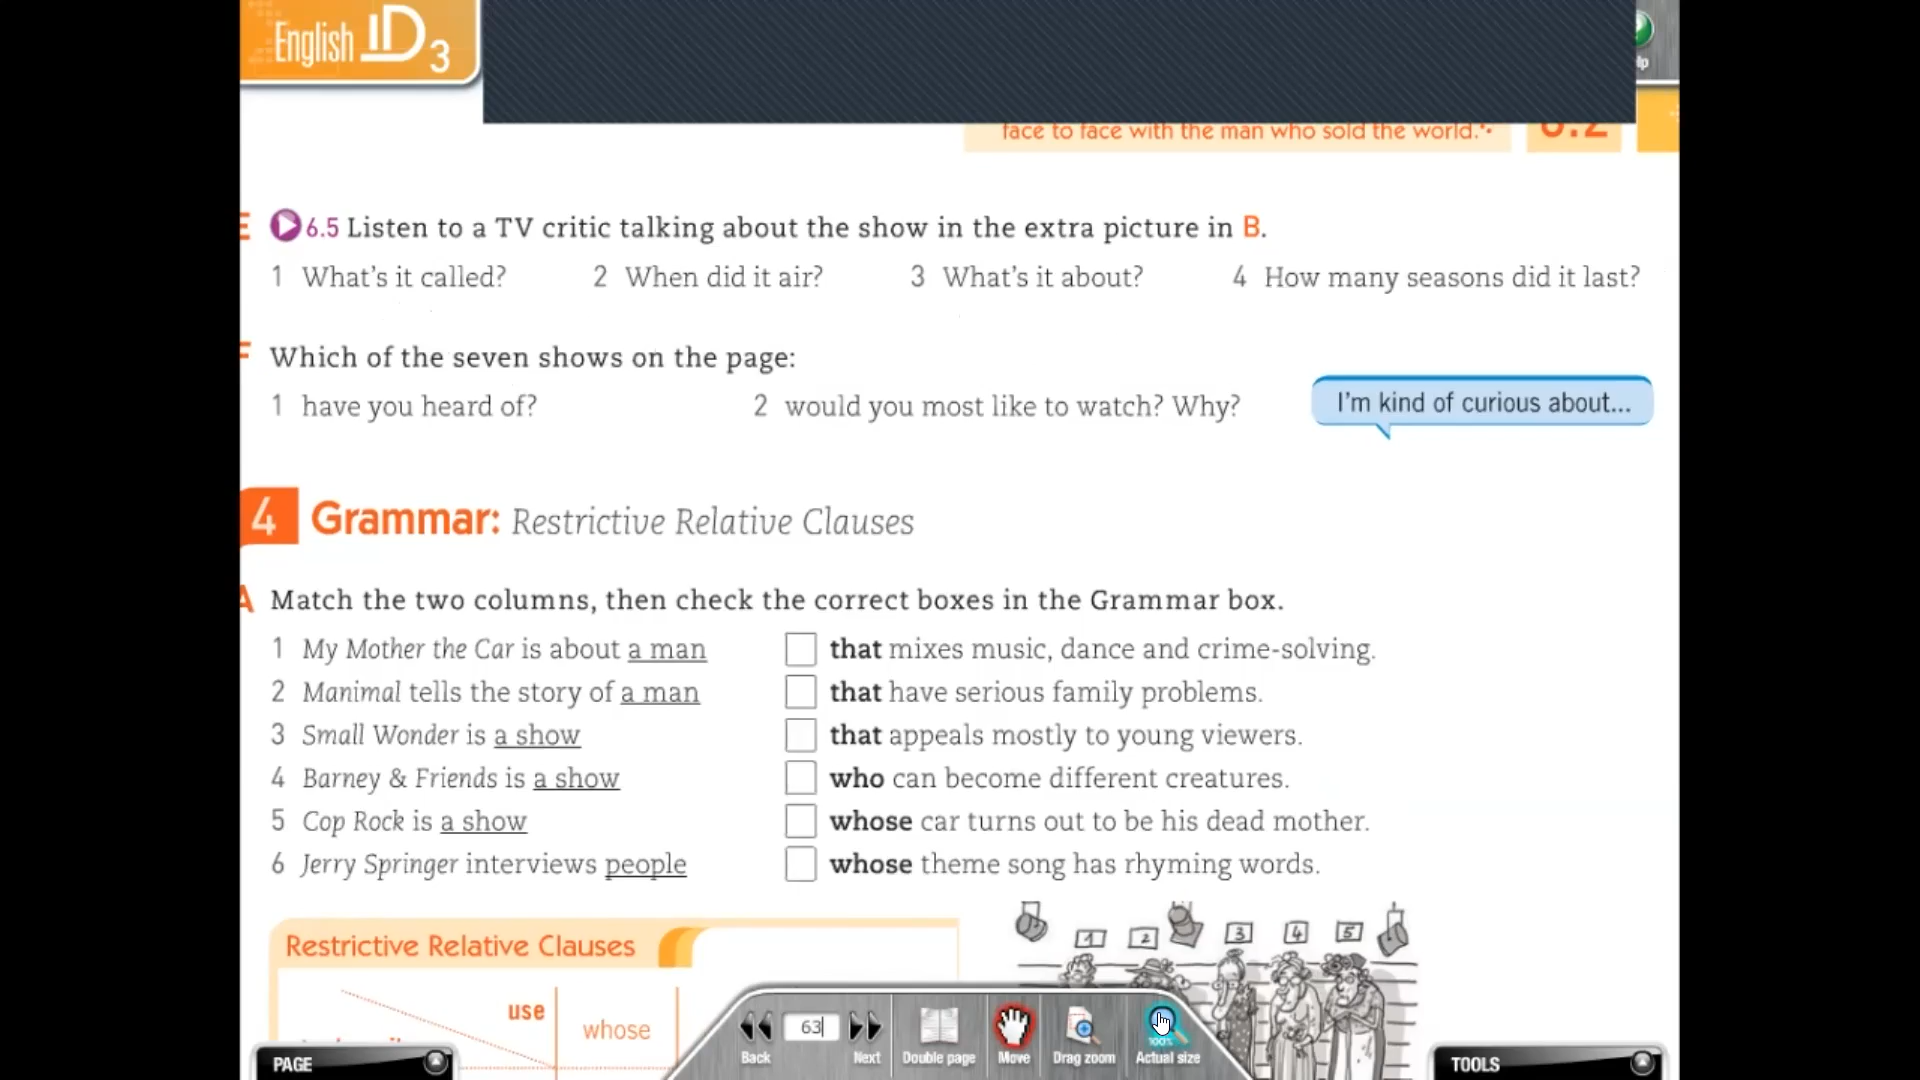 English ID 3
face to face with the man who sold the world.
6.2
E 6.5 Listen to a TV critic talking about the show in the extra picture in B.
1 What's it called? 2 When did it air? 3 What's it about? 4 How many seasons did it last?
F Which of the seven shows on the page:
1 have you heard of? 2 would you most like to watch? Why?
I'm kind of curious about...
4 Grammar: Restrictive Relative Clauses
A Match the two columns, then check the correct boxes in the Grammar box.
1 My Mother the Car is about a man that mixes music, dance and crime-solving.
2 Manimal tells the story of a man that have serious family problems.
3 Small Wonder is a show that appeals mostly to young viewers.
4 Barney & Friends is a show who can become different creatures.
5 Cop Rock is a show whose car turns out to be his dead mother.
6 Jerry Springer interviews people whose theme song has rhyming words.
Restrictive Relative Clauses
use
whose
1 2 3 4 5
63
Back Next Double page Move Drag zoom 100% Actual size
PAGE
TOOLS